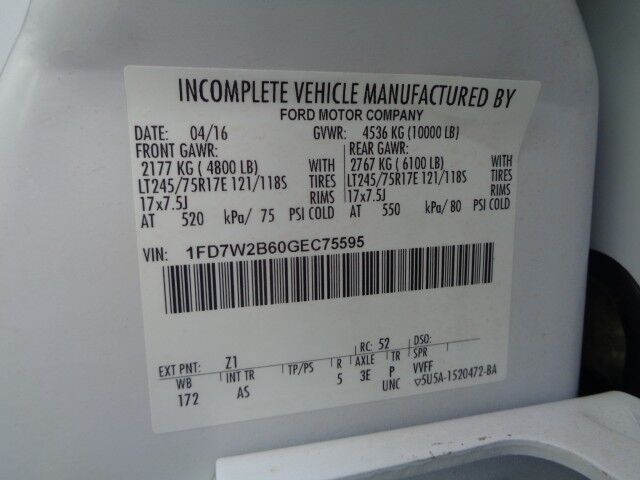 INCOMPLETE VEHICLE MANUFACTURED BY
FORD MOTOR COMPANY
DATE: 04/16 GVWR: 4536 KG (10000 LB)
FRONT GAWR: REAR GAWR:
2177 KG ( 4800 LB) WITH 2767 KG ( 6100 LB) WITH
LT245/75R17E 121/118S TIRES LT245/75R17E 121/118S TIRES
17x7.5J RIMS 17x7.5J RIMS
AT 520 kPa/ 75 PSI COLD AT 550 kPa/ 80 PSI COLD
VIN: 1FD7W2B60GEC75595
EXT PNT: Z1 RC: 52 DSO:
WB INT TR TP/PS R AXLE TR SPR
172 AS 5 3E P VVFF
UNC ▽5U5A-1520472-BA